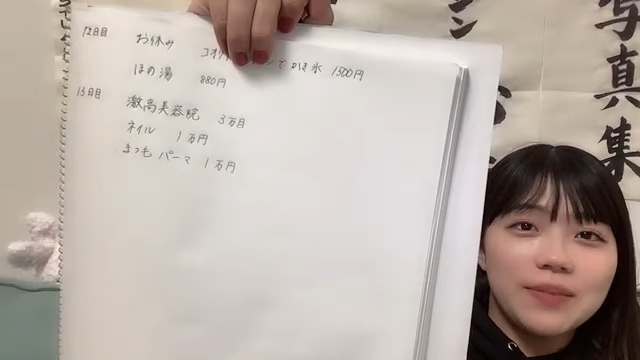 12日目 お休み コオリ でかき氷 1500円
ほの湯 880円
13日目 激高美容院 3万円
ネイル 1万円
まつも パーマ 1万円
写真集
ン